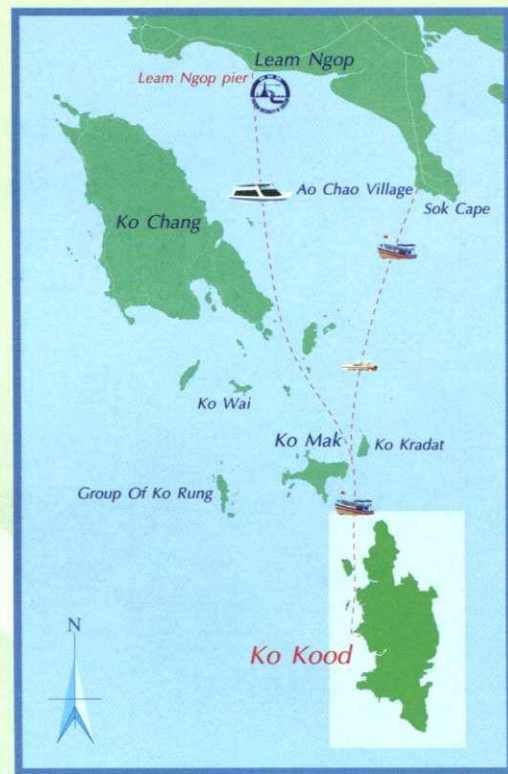 Leam Ngop
Leam Ngop pier
Ao Chao Village
Sok Cape
Ko Chang
Ko Wai
Ko Mak
Ko Kradat
Group Of Ko Rung
N
Ko Kood